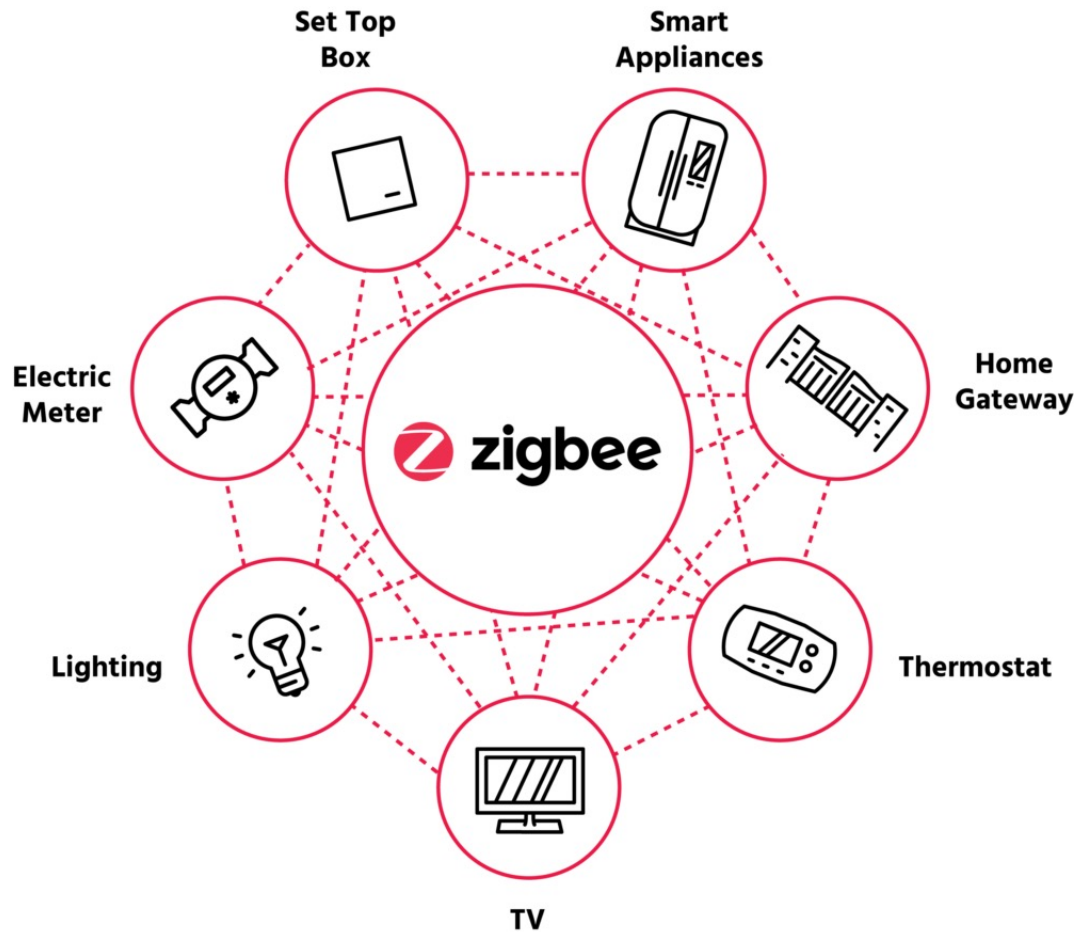 Set Top
Box
Smart
Appliances
Electric
Meter
Home
Gateway
zigbee
Lighting
Thermostat
TV